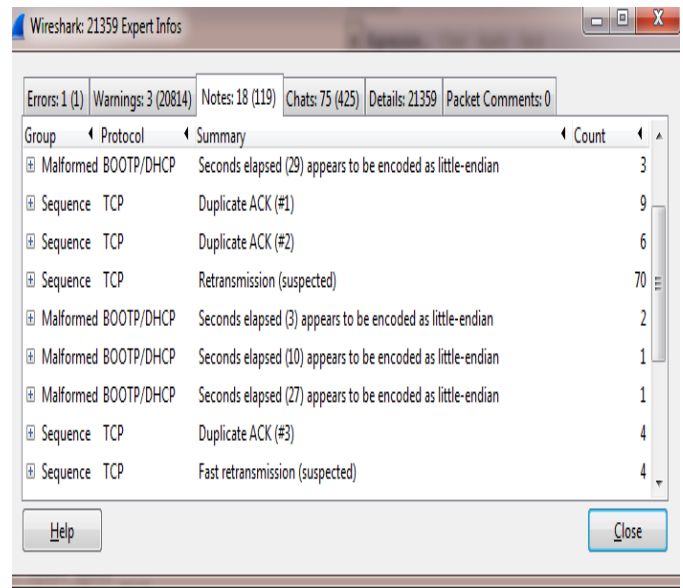 Wireshark: 21359 Expert Infos
Errors: 1 (1) Warnings: 3 (20814) Notes: 18 (119) Chats: 75 (425) Details: 21359 Packet Comments: 0
Group Protocol Summary Count
Malformed BOOTP/DHCP Seconds elapsed (29) appears to be encoded as little-endian 3
Sequence TCP Duplicate ACK (#1) 9
Sequence TCP Duplicate ACK (#2) 6
Sequence TCP Retransmission (suspected) 70
Malformed BOOTP/DHCP Seconds elapsed (3) appears to be encoded as little-endian 2
Malformed BOOTP/DHCP Seconds elapsed (10) appears to be encoded as little-endian 1
Malformed BOOTP/DHCP Seconds elapsed (27) appears to be encoded as little-endian 1
Sequence TCP Duplicate ACK (#3) 4
Sequence TCP Fast retransmission (suspected) 4
Help Close